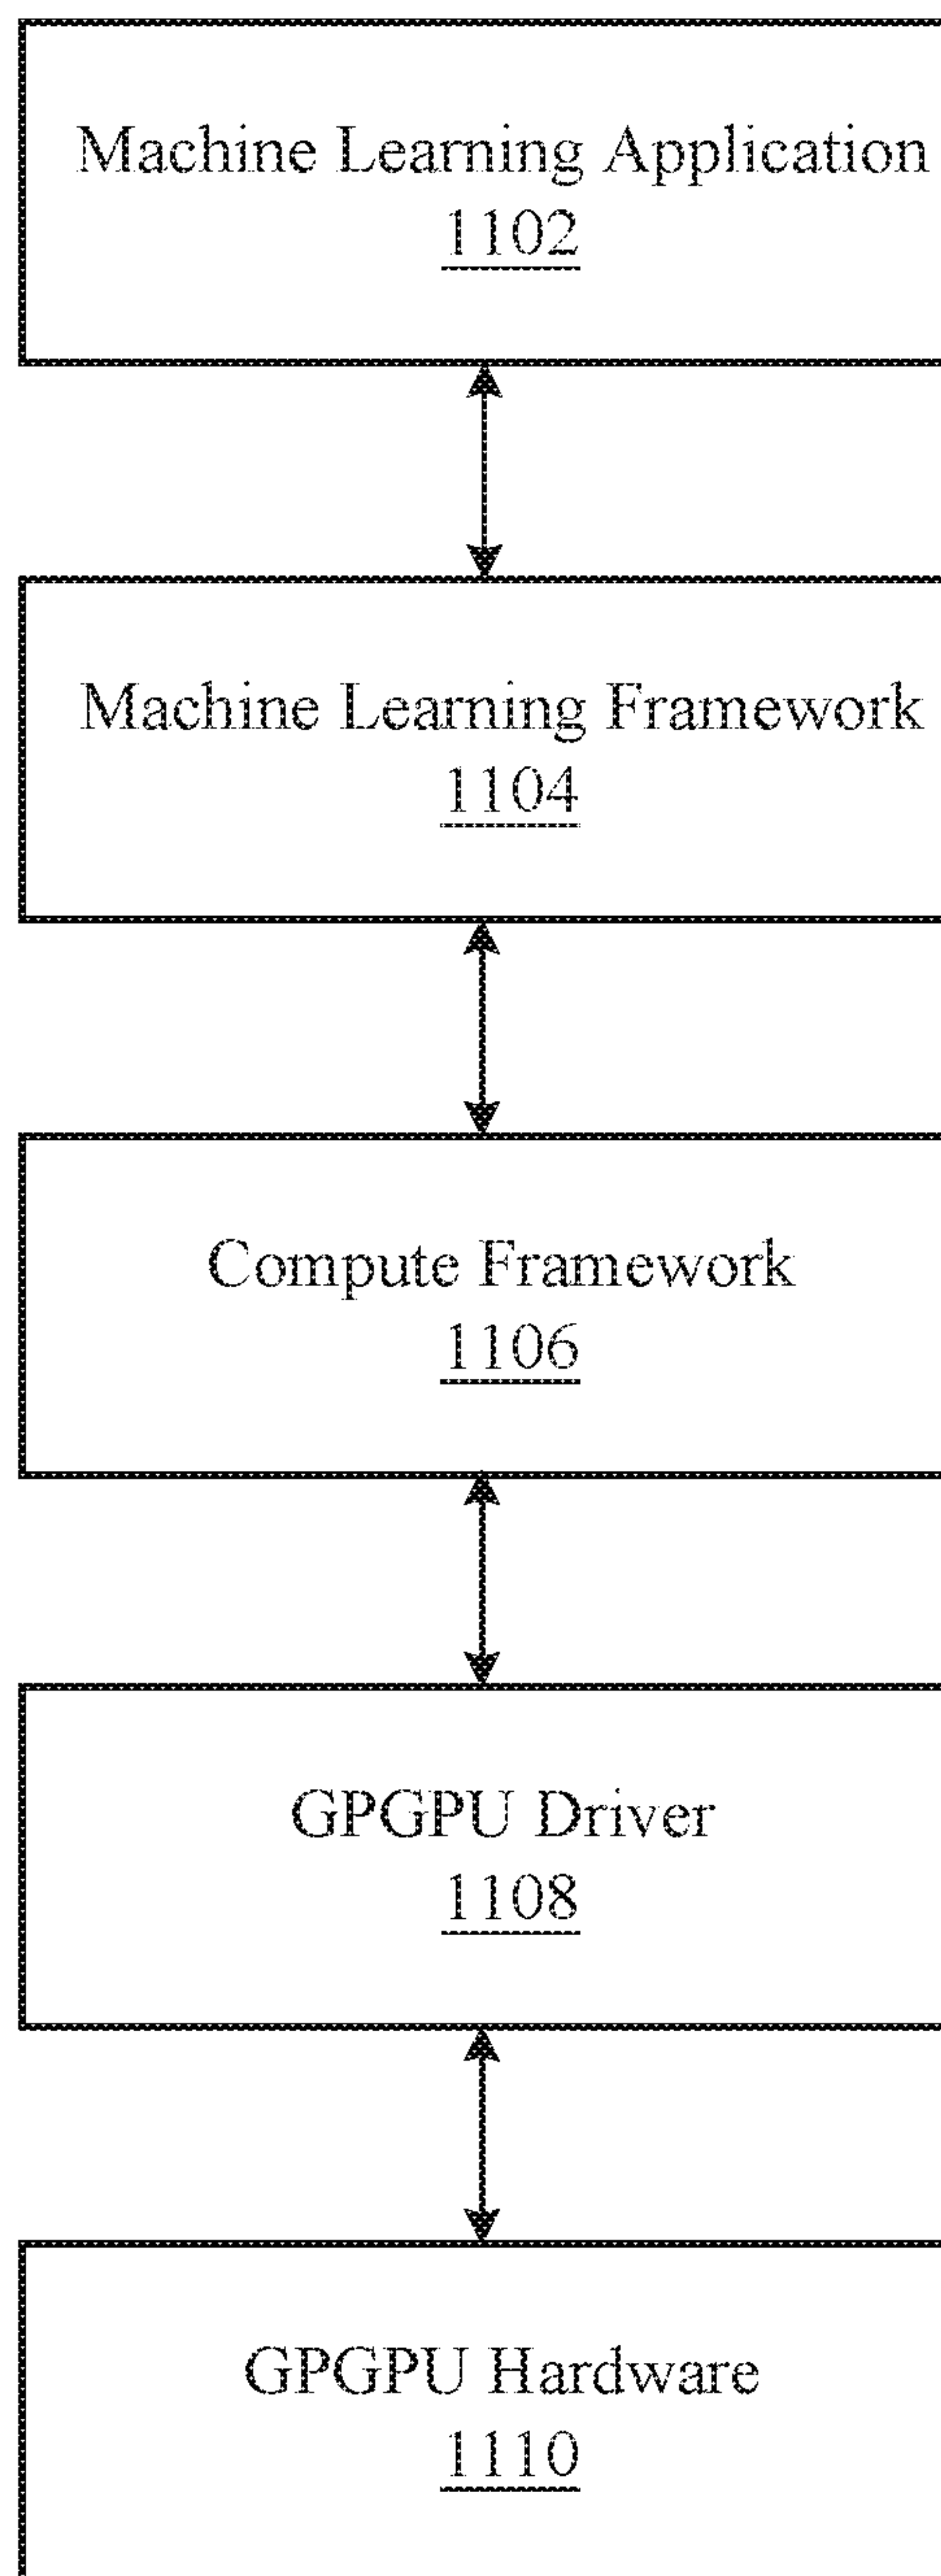 Machine Learning Application
1102
Machine Learning Framework
1104
Compute Framework
1106
GPGPU Driver
1108
GPGPU Hardware
1110